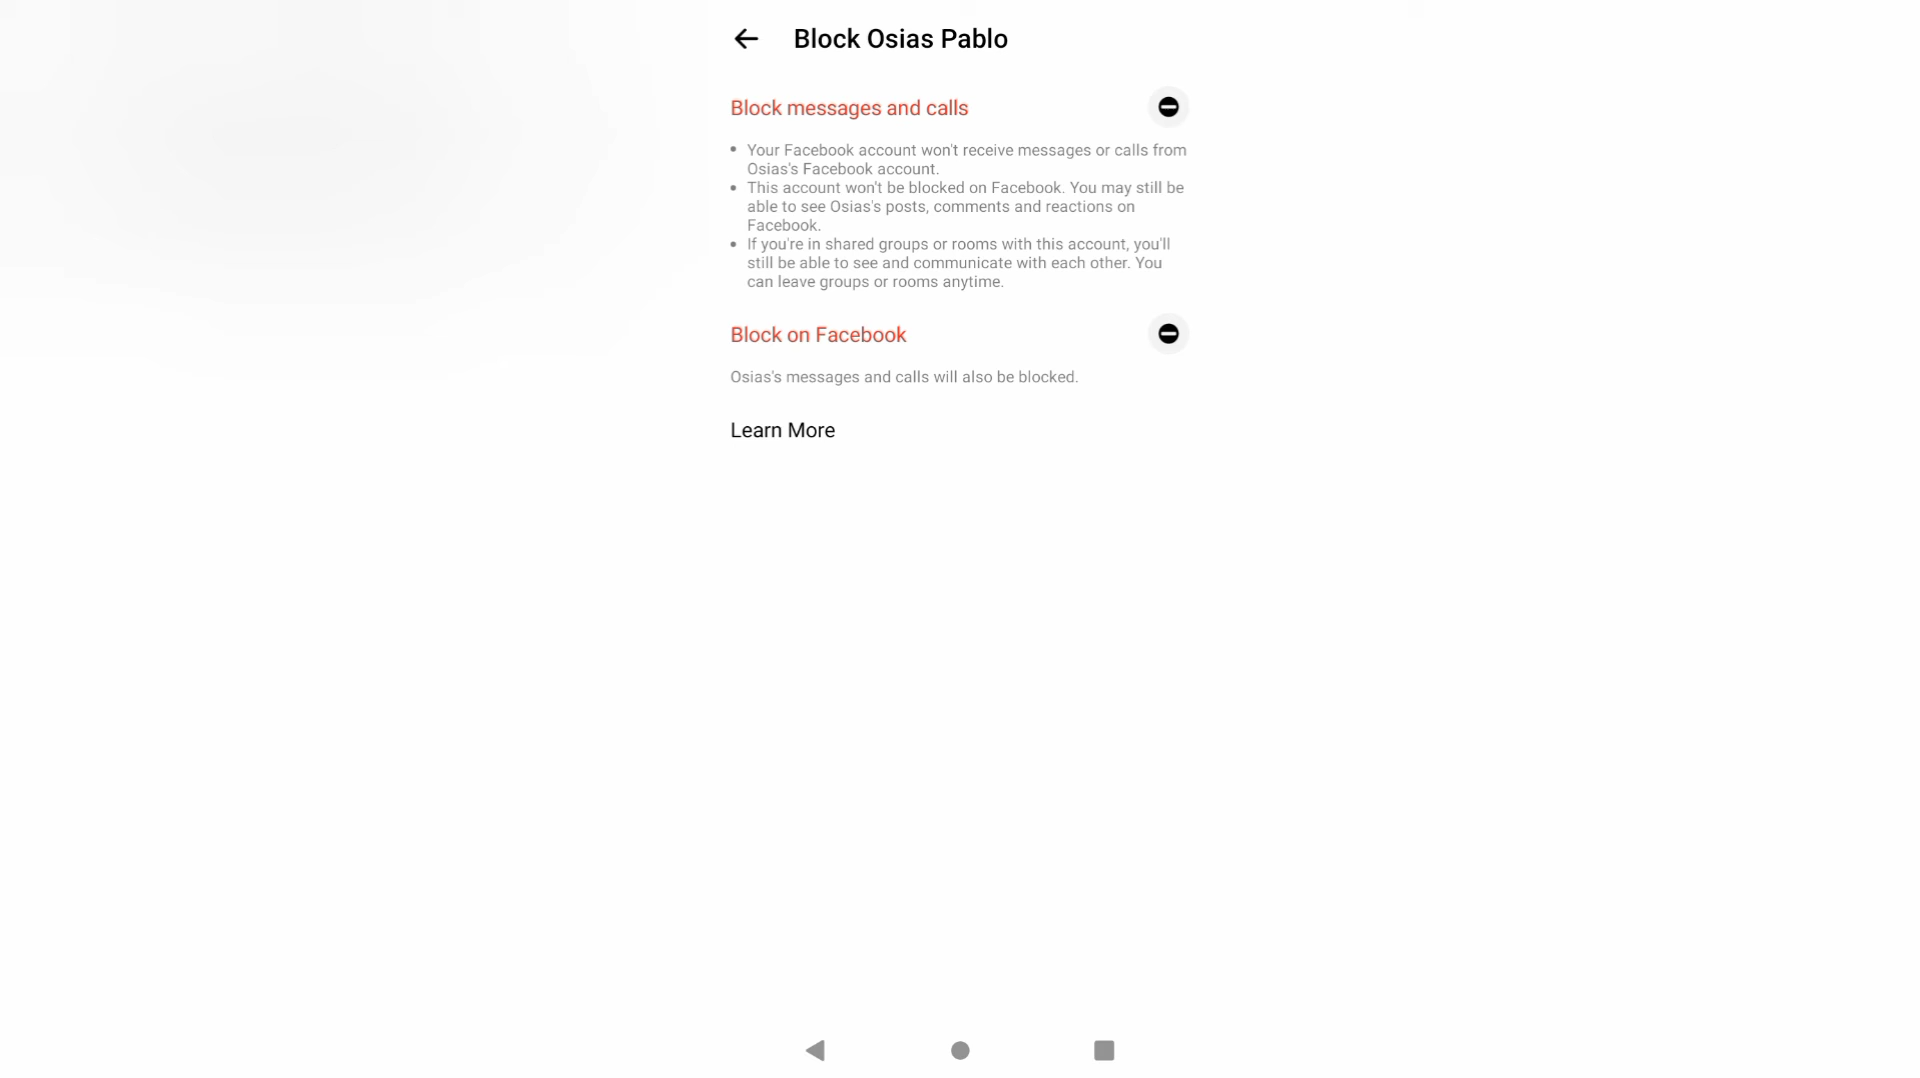 Block Osias Pablo
Block messages and calls
• Your Facebook account won't receive messages or calls from
Osias's Facebook account.
• This account won't be blocked on Facebook. You may still be
able to see Osias's posts, comments and reactions on
Facebook.
• If you're in shared groups or rooms with this account, you'll
still be able to see and communicate with each other. You
can leave groups or rooms anytime.
Block on Facebook
Osias's messages and calls will also be blocked.
Learn More